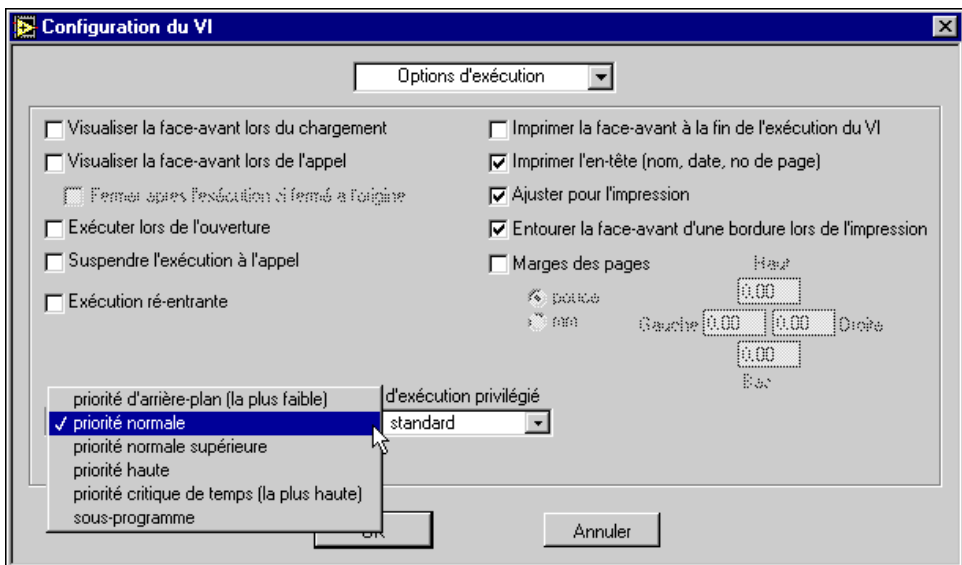 Configuration du VI
Options d'exécution
Visualiser la face-avant lors du chargement
Visualiser la face-avant lors de l'appel
Fermer apres l'exécution si fermé a l'origine
Exécuter lors de l'ouverture
Suspendre l'exécution à l'appel
Exécution ré-entrante
Imprimer la face-avant à la fin de l'exécution du VI
Imprimer l'en-tête (nom, date, no de page)
Ajuster pour l'impression
Entourer la face-avant d'une bordure lors de l'impression
Marges des pages
Haut
pouce
0.00
mm
Gauche 0.00 0.00 Droite
0.00
Bas
d'exécution privilégié
standard
priorité d'arrière-plan (la plus faible)
✓ priorité normale
priorité normale supérieure
priorité haute
priorité critique de temps (la plus haute)
sous-programme
OK
Annuler